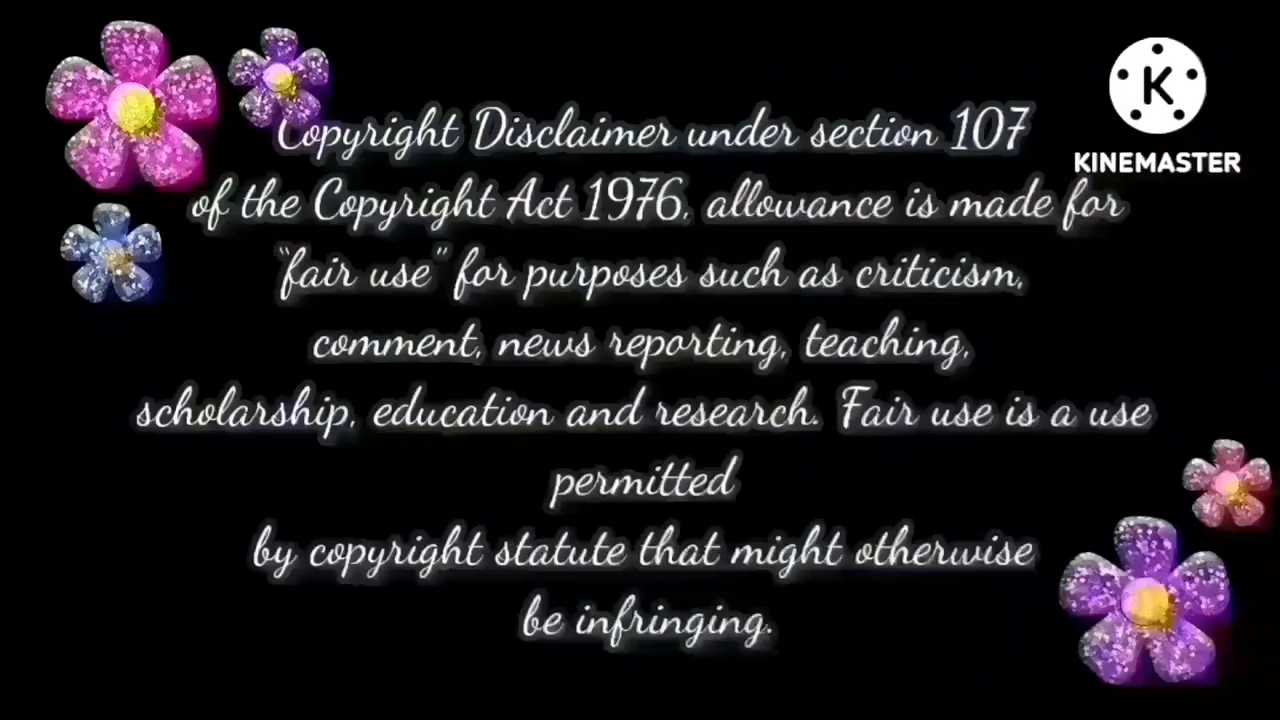 Copyright Disclaimer under section 107
of the Copyright Act 1976, allowance is made for
“fair use” for purposes such as criticism,
comment, news reporting, teaching,
scholarship, education and research. Fair use is a use
permitted
by copyright statute that might otherwise
be infringing.
K
KINEMASTER